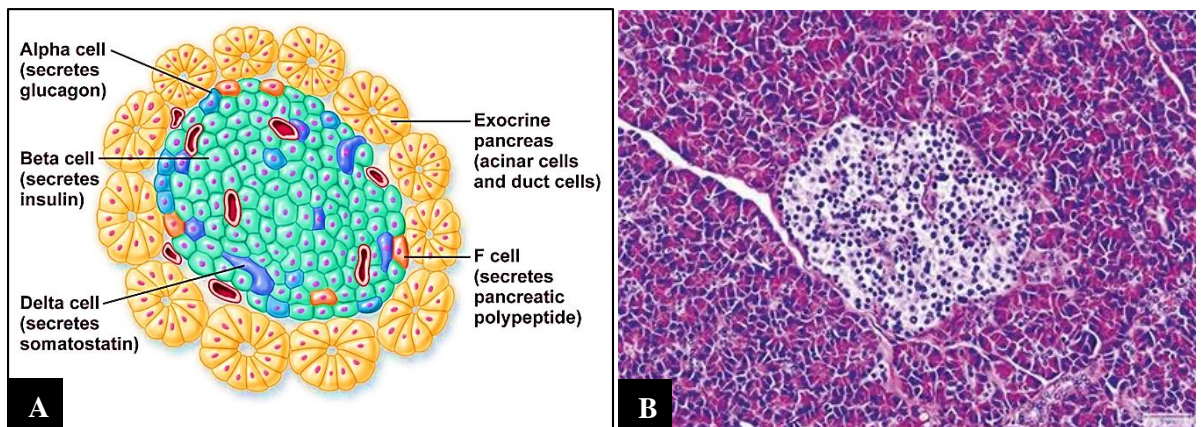 Alpha cell
(secretes
glucagon)
Beta cell
(secretes
insulin)
Delta cell
(secretes
somatostatin)
Exocrine
pancreas
(acinar cells
and duct cells)
F cell
(secretes
pancreatic
polypeptide)
A
B